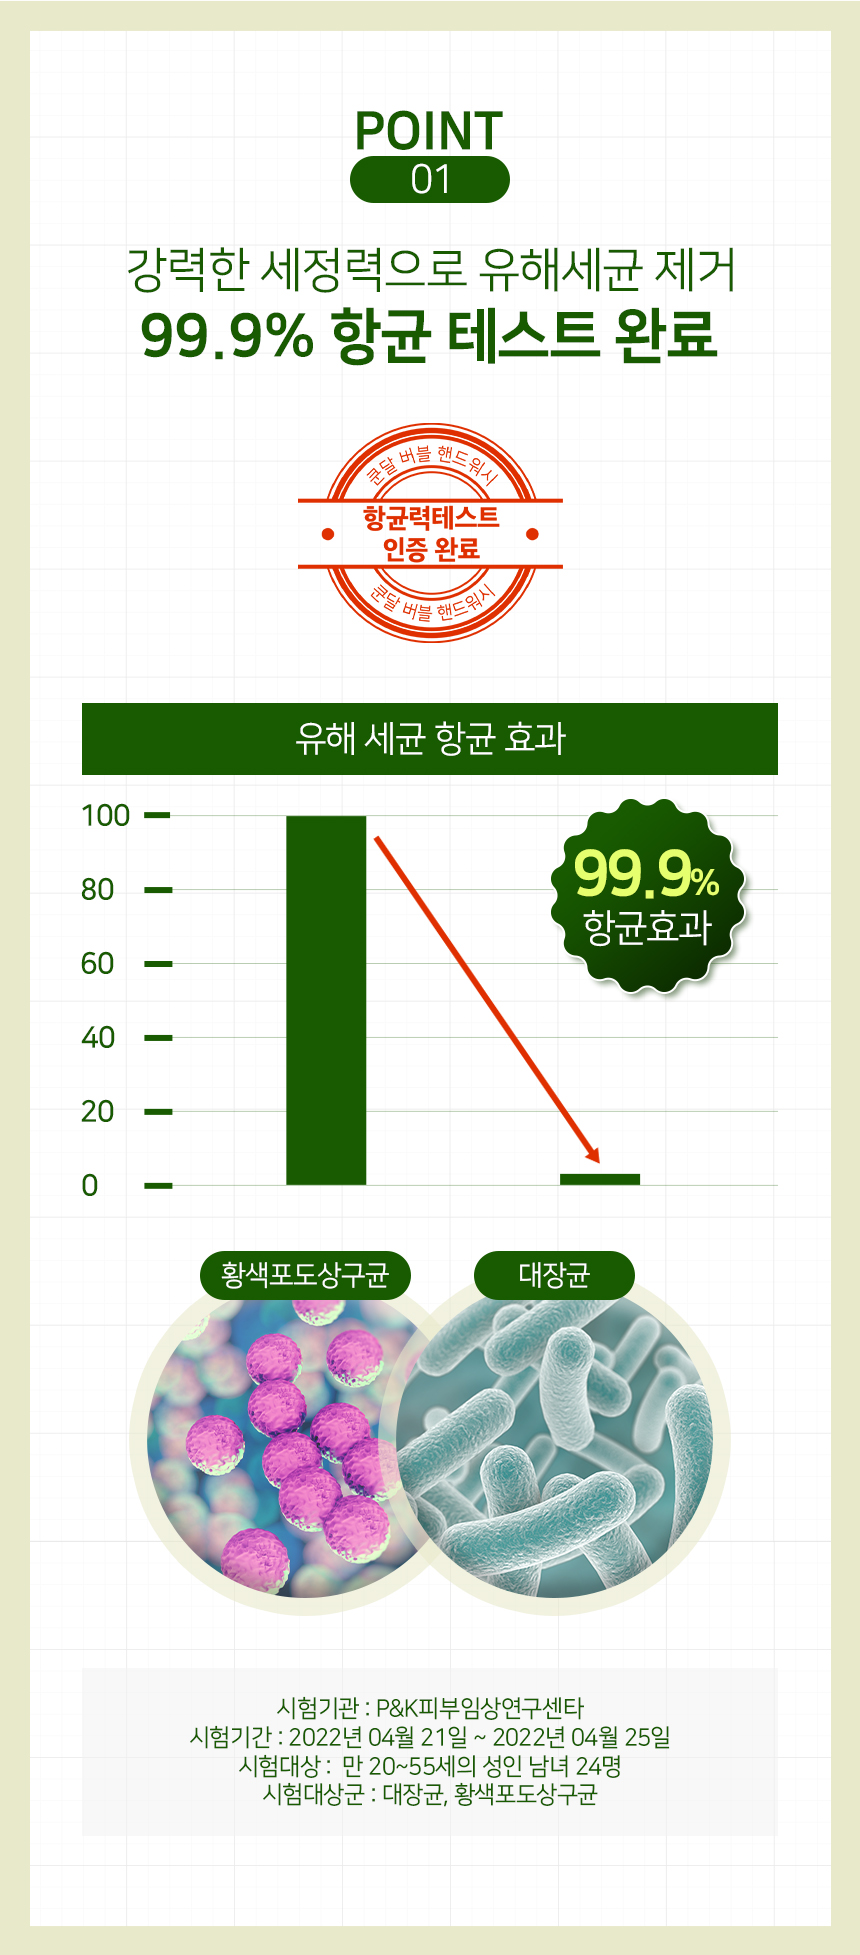 POINT
01
강력한 세정력으로 유해세균 제거
99.9% 항균 테스트 완료
쿤달 버블 핸드워시
항균력테스트
인증 완료
쿤달 버블 핸드워시
유해 세균 항균 효과
100
80
60
40
20
0
99.9%
항균효과
황색포도상구균
대장균
시험기관 : P&K피부임상연구센타
시험기간 : 2022년 04월 21일 ~ 2022년 04월 25일
시험대상 : 만 20~55세의 성인 남녀 24명
시험대상군 : 대장균, 황색포도상구균